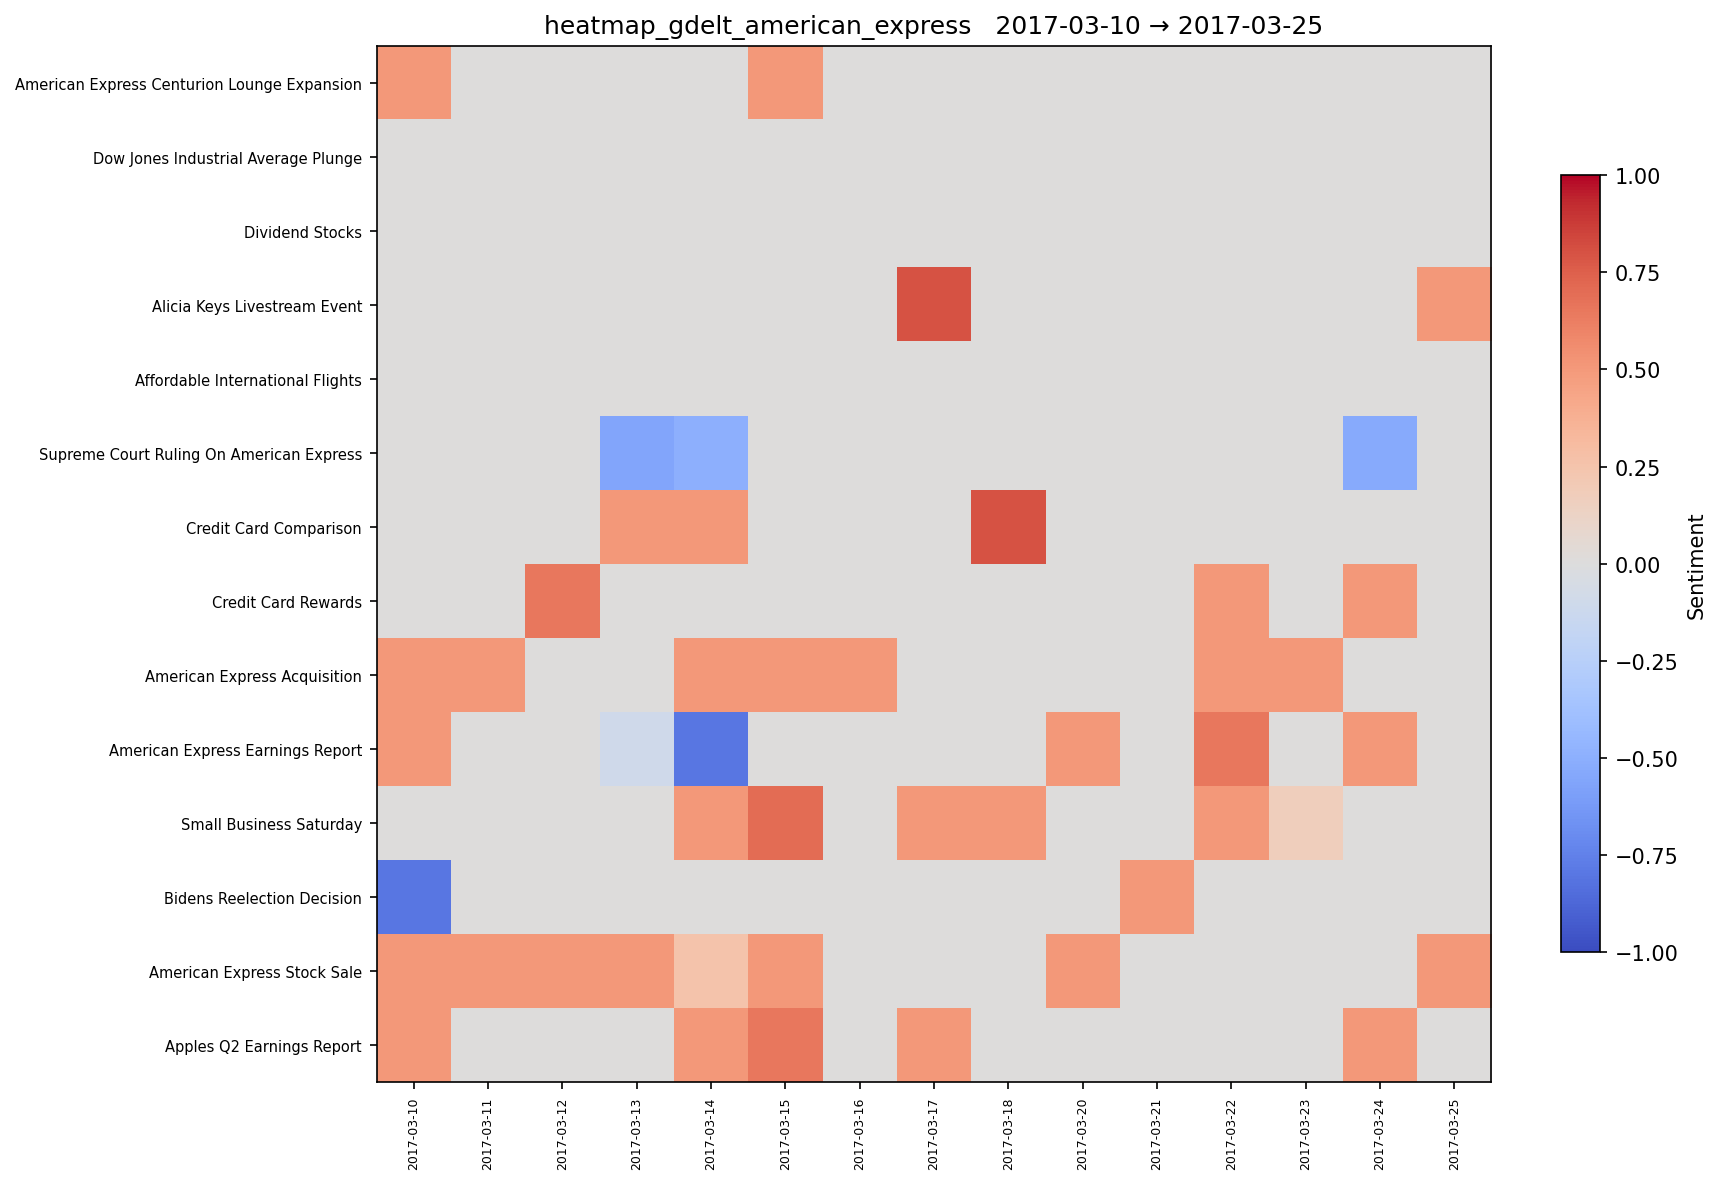 heatmap_gdelt_american_express   2017-03-10 → 2017-03-25
American Express Centurion Lounge Expansion
Dow Jones Industrial Average Plunge
Dividend Stocks
Alicia Keys Livestream Event
Affordable International Flights
Supreme Court Ruling On American Express
Credit Card Comparison
Credit Card Rewards
American Express Acquisition
American Express Earnings Report
Small Business Saturday
Bidens Reelection Decision
American Express Stock Sale
Apples Q2 Earnings Report
2017-03-10
2017-03-11
2017-03-12
2017-03-13
2017-03-14
2017-03-15
2017-03-16
2017-03-17
2017-03-18
2017-03-20
2017-03-21
2017-03-22
2017-03-23
2017-03-24
2017-03-25
1.00
0.75
0.50
0.25
0.00
−0.25
−0.50
−0.75
−1.00
Sentiment